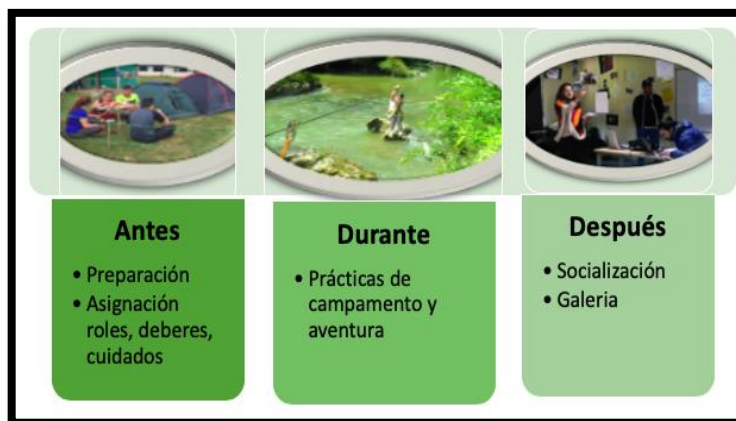 Antes
• Preparación
• Asignación
roles, deberes,
cuidados
Durante
• Prácticas de
campamento y
aventura
Después
• Socialización
• Galeria